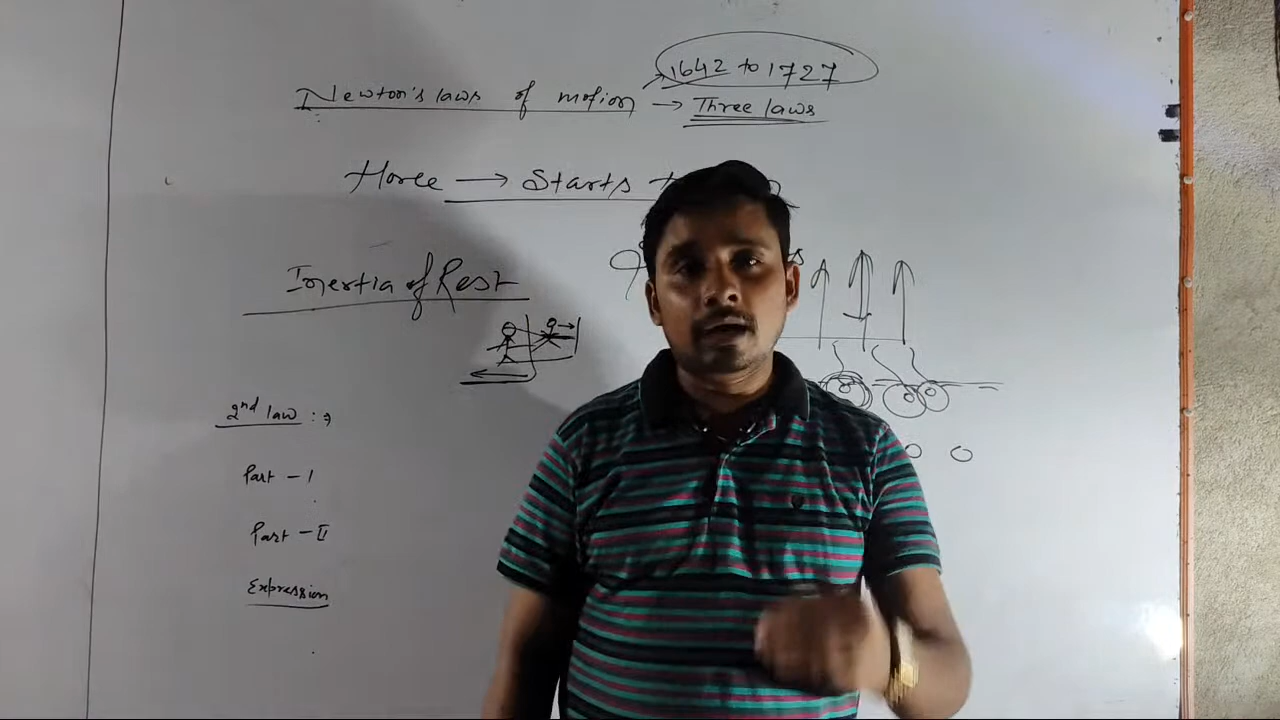 1642 to 1727
Newton's laws of motion → Three laws
Horce → Starts
Inertia of Rest
2nd law :→
Part - I
Part - II
Expression